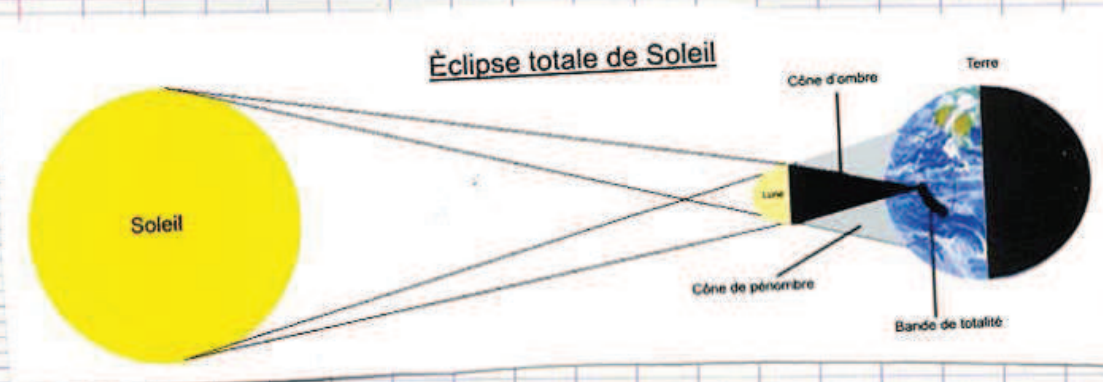 Èclipse totale de Soleil
Cône d'ombre
Terre
Lune
Soleil
Cône de pénombre
Bande de totalité